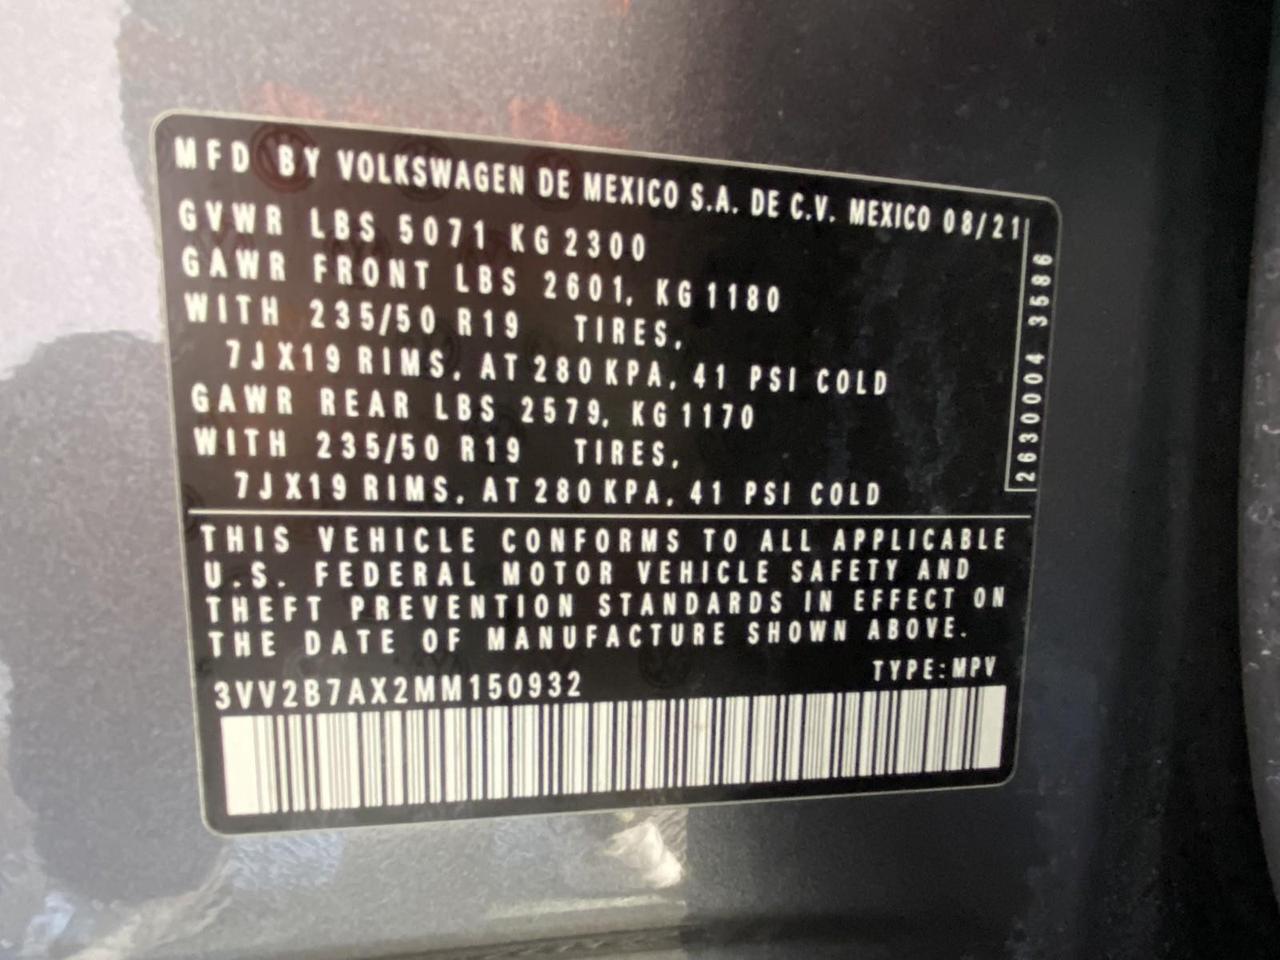 MFD BY VOLKSWAGEN DE MEXICO S.A. DE C.V. MEXICO 08/21
GVWR LBS 5071 KG 2300
GAWR FRONT LBS 2601, KG 1180
WITH 235/50 R19 TIRES,
7JX19 RIMS, AT 280 KPA, 41 PSI COLD
GAWR REAR LBS 2579, KG 1170
WITH 235/50 R19 TIRES,
7JX19 RIMS, AT 280 KPA, 41 PSI COLD
2630004 3586
THIS VEHICLE CONFORMS TO ALL APPLICABLE
U.S. FEDERAL MOTOR VEHICLE SAFETY AND
THEFT PREVENTION STANDARDS IN EFFECT ON
THE DATE OF MANUFACTURE SHOWN ABOVE.
3VV2B7AX2MM150932
TYPE: MPV